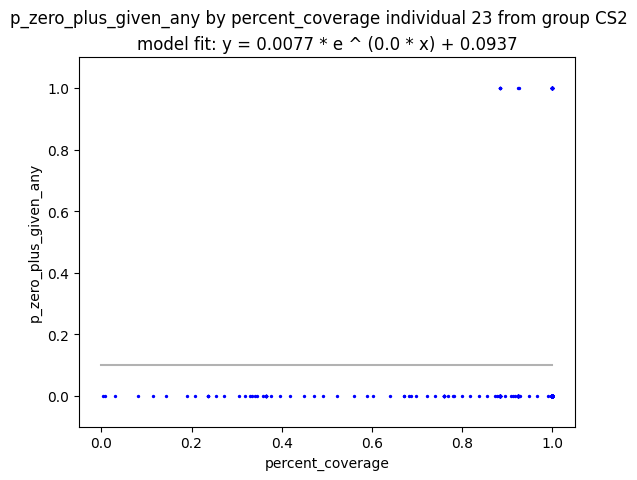 p_zero_plus_given_any by percent_coverage individual 23 from group CS2
model fit: y = 0.0077 * e ^ (0.0 * x) + 0.0937
1.0
0.8
0.6
0.4
0.2
0.0
p_zero_plus_given_any
0.0 0.2 0.4 0.6 0.8 1.0
percent_coverage